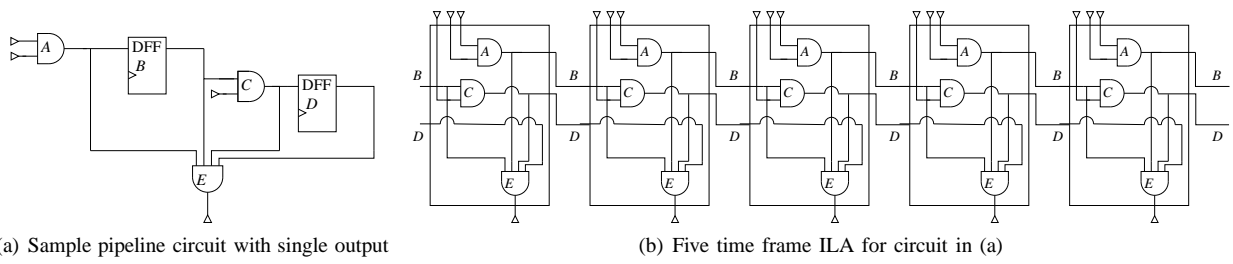 A
DFF
B
C
DFF
D
E
a) Sample pipeline circuit with single output
B
D
A
C
E
B
D
A
C
E
B
D
A
C
E
B
D
A
C
E
B
D
A
C
E
B
D
(b) Five time frame ILA for circuit in (a)